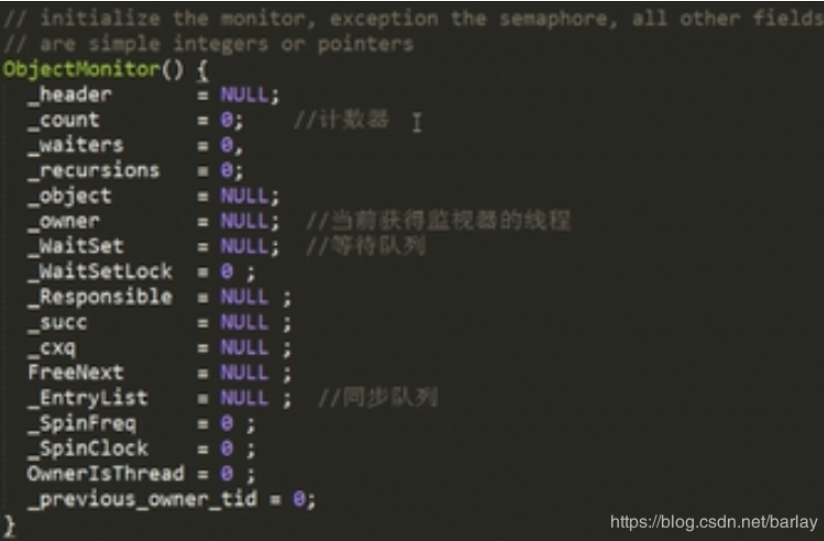 // initialize the monitor, exception the semaphore, all other fields
// are simple integers or pointers
ObjectMonitor() {
_header = NULL;
_count = 0; //计数器
_waiters = 0,
_recursions = 0;
_object = NULL;
_owner = NULL; //当前获得监视器的线程
_WaitSet = NULL; //等待队列
_WaitSetLock = 0 ;
_Responsible = NULL ;
_succ = NULL ;
_cxq = NULL ;
FreeNext = NULL ;
_EntryList = NULL ; //同步队列
_SpinFreq = 0 ;
_SpinClock = 0 ;
OwnerIsThread = 0 ;
_previous_owner_tid = 0;
}
https://blog.csdn.net/barlay